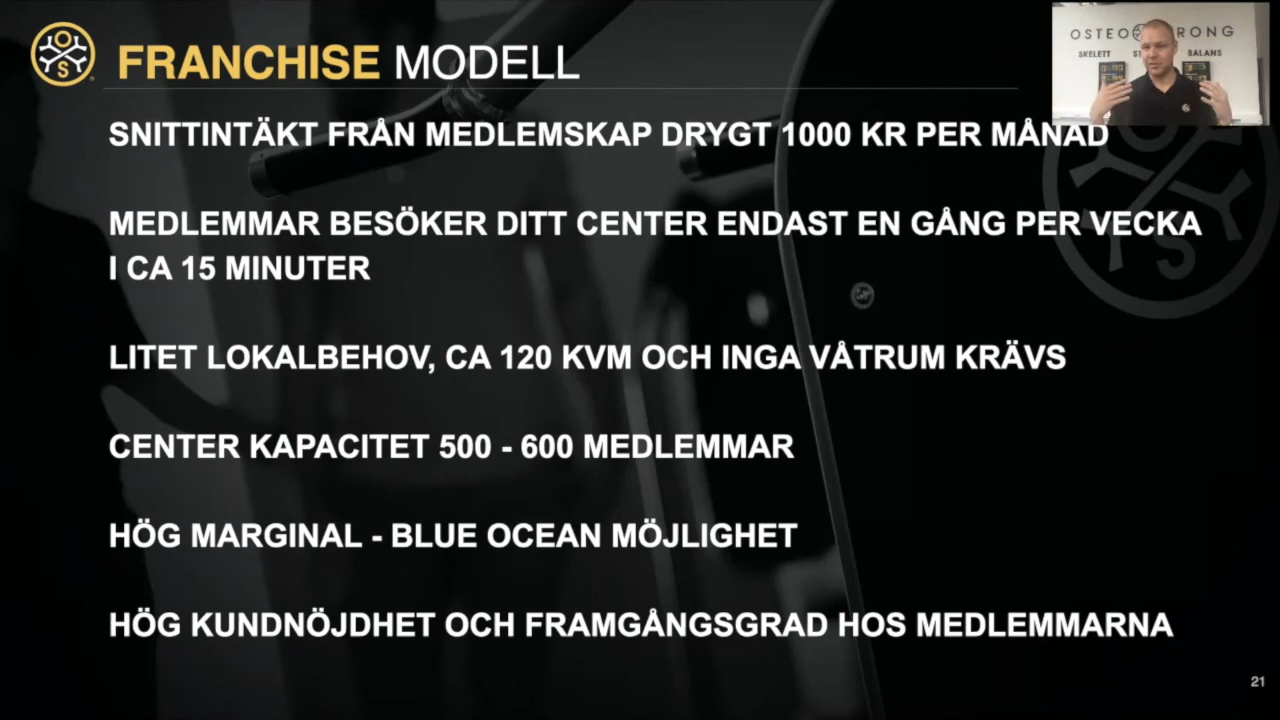 FRANCHISE MODELL
OSTEO STRONG
SKELETT
BALANS
SNITTINTÄKT FRÅN MEDLEMSKAP DRYGT 1000 KR PER MÅNAD
MEDLEMMAR BESÖKER DITT CENTER ENDAST EN GÅNG PER VECKA
I CA 15 MINUTER
LITET LOKALBEHOV, CA 120 KVM OCH INGA VÅTRUM KRÄVS
CENTER KAPACITET 500 - 600 MEDLEMMAR
HÖG MARGINAL - BLUE OCEAN MÖJLIGHET
HÖG KUNDNÖJDHET OCH FRAMGÅNGSGRAD HOS MEDLEMMARNA
21